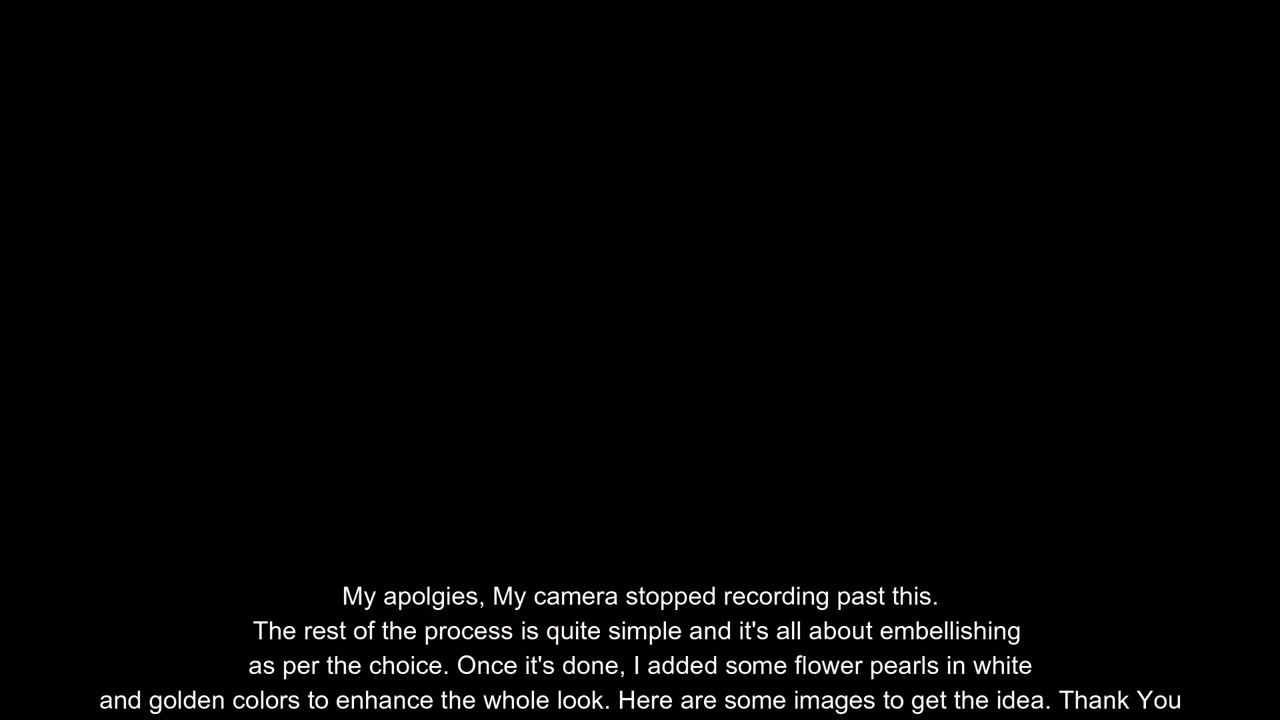 My apolgies, My camera stopped recording past this.
The rest of the process is quite simple and it's all about embellishing
as per the choice. Once it's done, I added some flower pearls in white
and golden colors to enhance the whole look. Here are some images to get the idea. Thank You